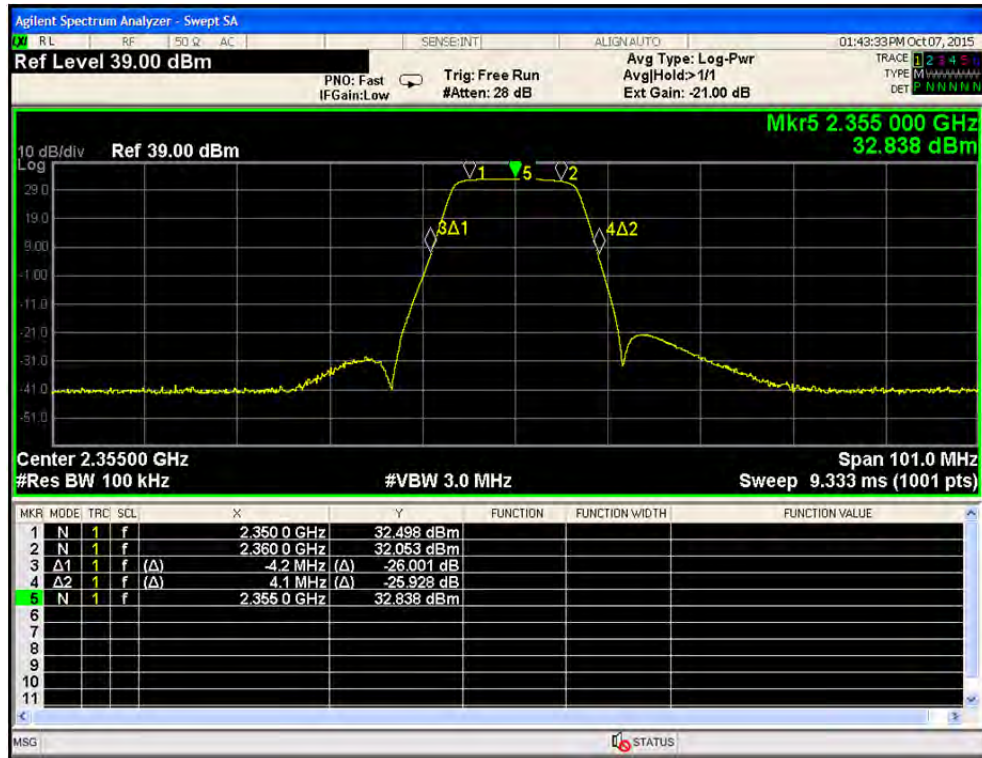 Agilent Spectrum Analyzer - Swept SA
RL RF 50 Ω AC SENSE:INT ALIGN AUTO 01:43:33 PM Oct 07, 2015
Ref Level 39.00 dBm
PNO: Fast
IFGain:Low
Trig: Free Run
#Atten: 28 dB
Avg Type: Log-Pwr
Avg|Hold:>1/1
Ext Gain: -21.00 dB
TRACE 1 2 3 4 5 6
TYPE M WWWWW
DET P N N N N N
Mkr5 2.355 000 GHz
32.838 dBm
10 dB/div Ref 39.00 dBm
Log
1 5 2
29.0
19.0
3Δ1 4Δ2
9.00
-1.00
-11.0
-21.0
-31.0
-41.0
-51.0
Center 2.35500 GHz Span 101.0 MHz
#Res BW 100 kHz #VBW 3.0 MHz Sweep 9.333 ms (1001 pts)
MKR MODE TRC SCL X Y FUNCTION FUNCTION WIDTH FUNCTION VALUE
1 N 1 f 2.350 0 GHz 32.498 dBm
2 N 1 f 2.360 0 GHz 32.053 dBm
3 Δ1 1 f (Δ) -4.2 MHz (Δ) -26.001 dB
4 Δ2 1 f (Δ) 4.1 MHz (Δ) -25.928 dB
5 N 1 f 2.355 0 GHz 32.838 dBm
6
7
8
9
10
11
MSG STATUS